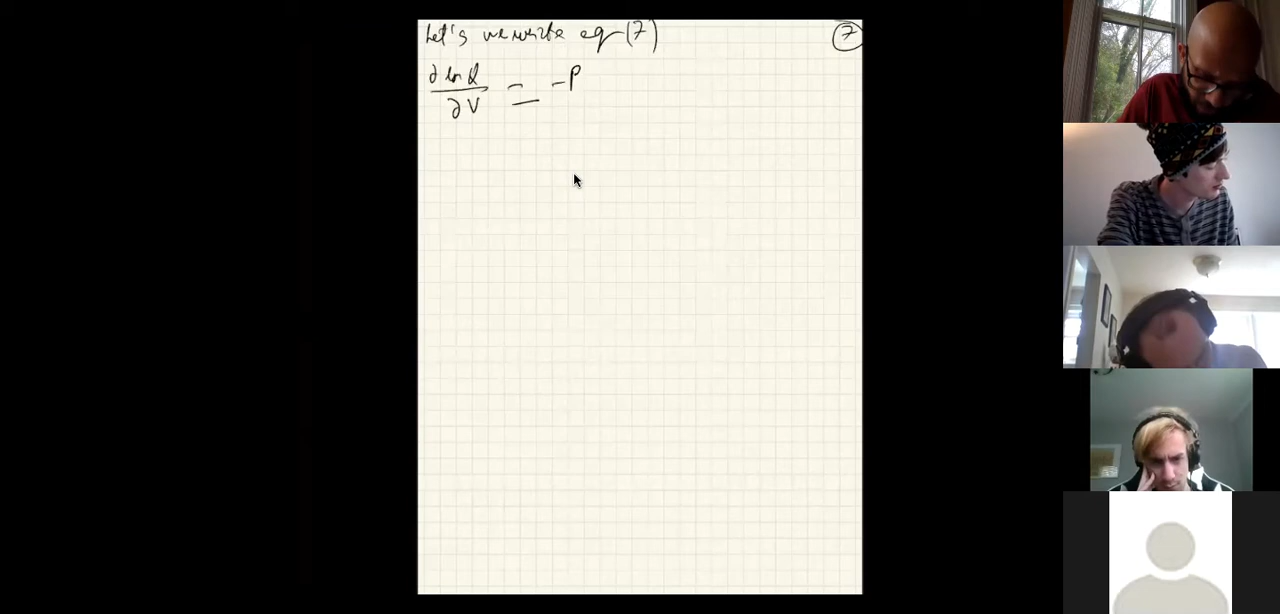 Let's rewrite eq (7) 7
∂ ln Q / ∂V = -P